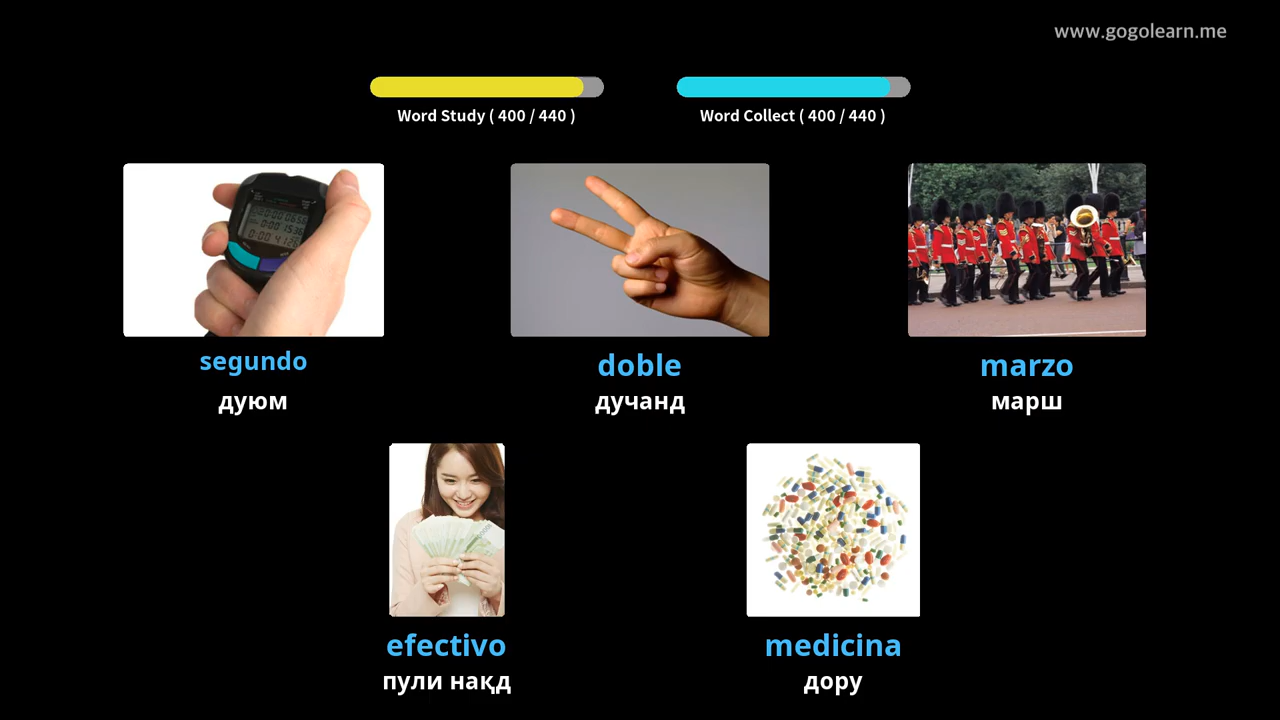 www.gogolearn.me
Word Study ( 400 / 440 )
Word Collect ( 400 / 440 )
segundo
дуюм
doble
дучанд
marzo
марш
efectivo
пули нақд
medicina
дору